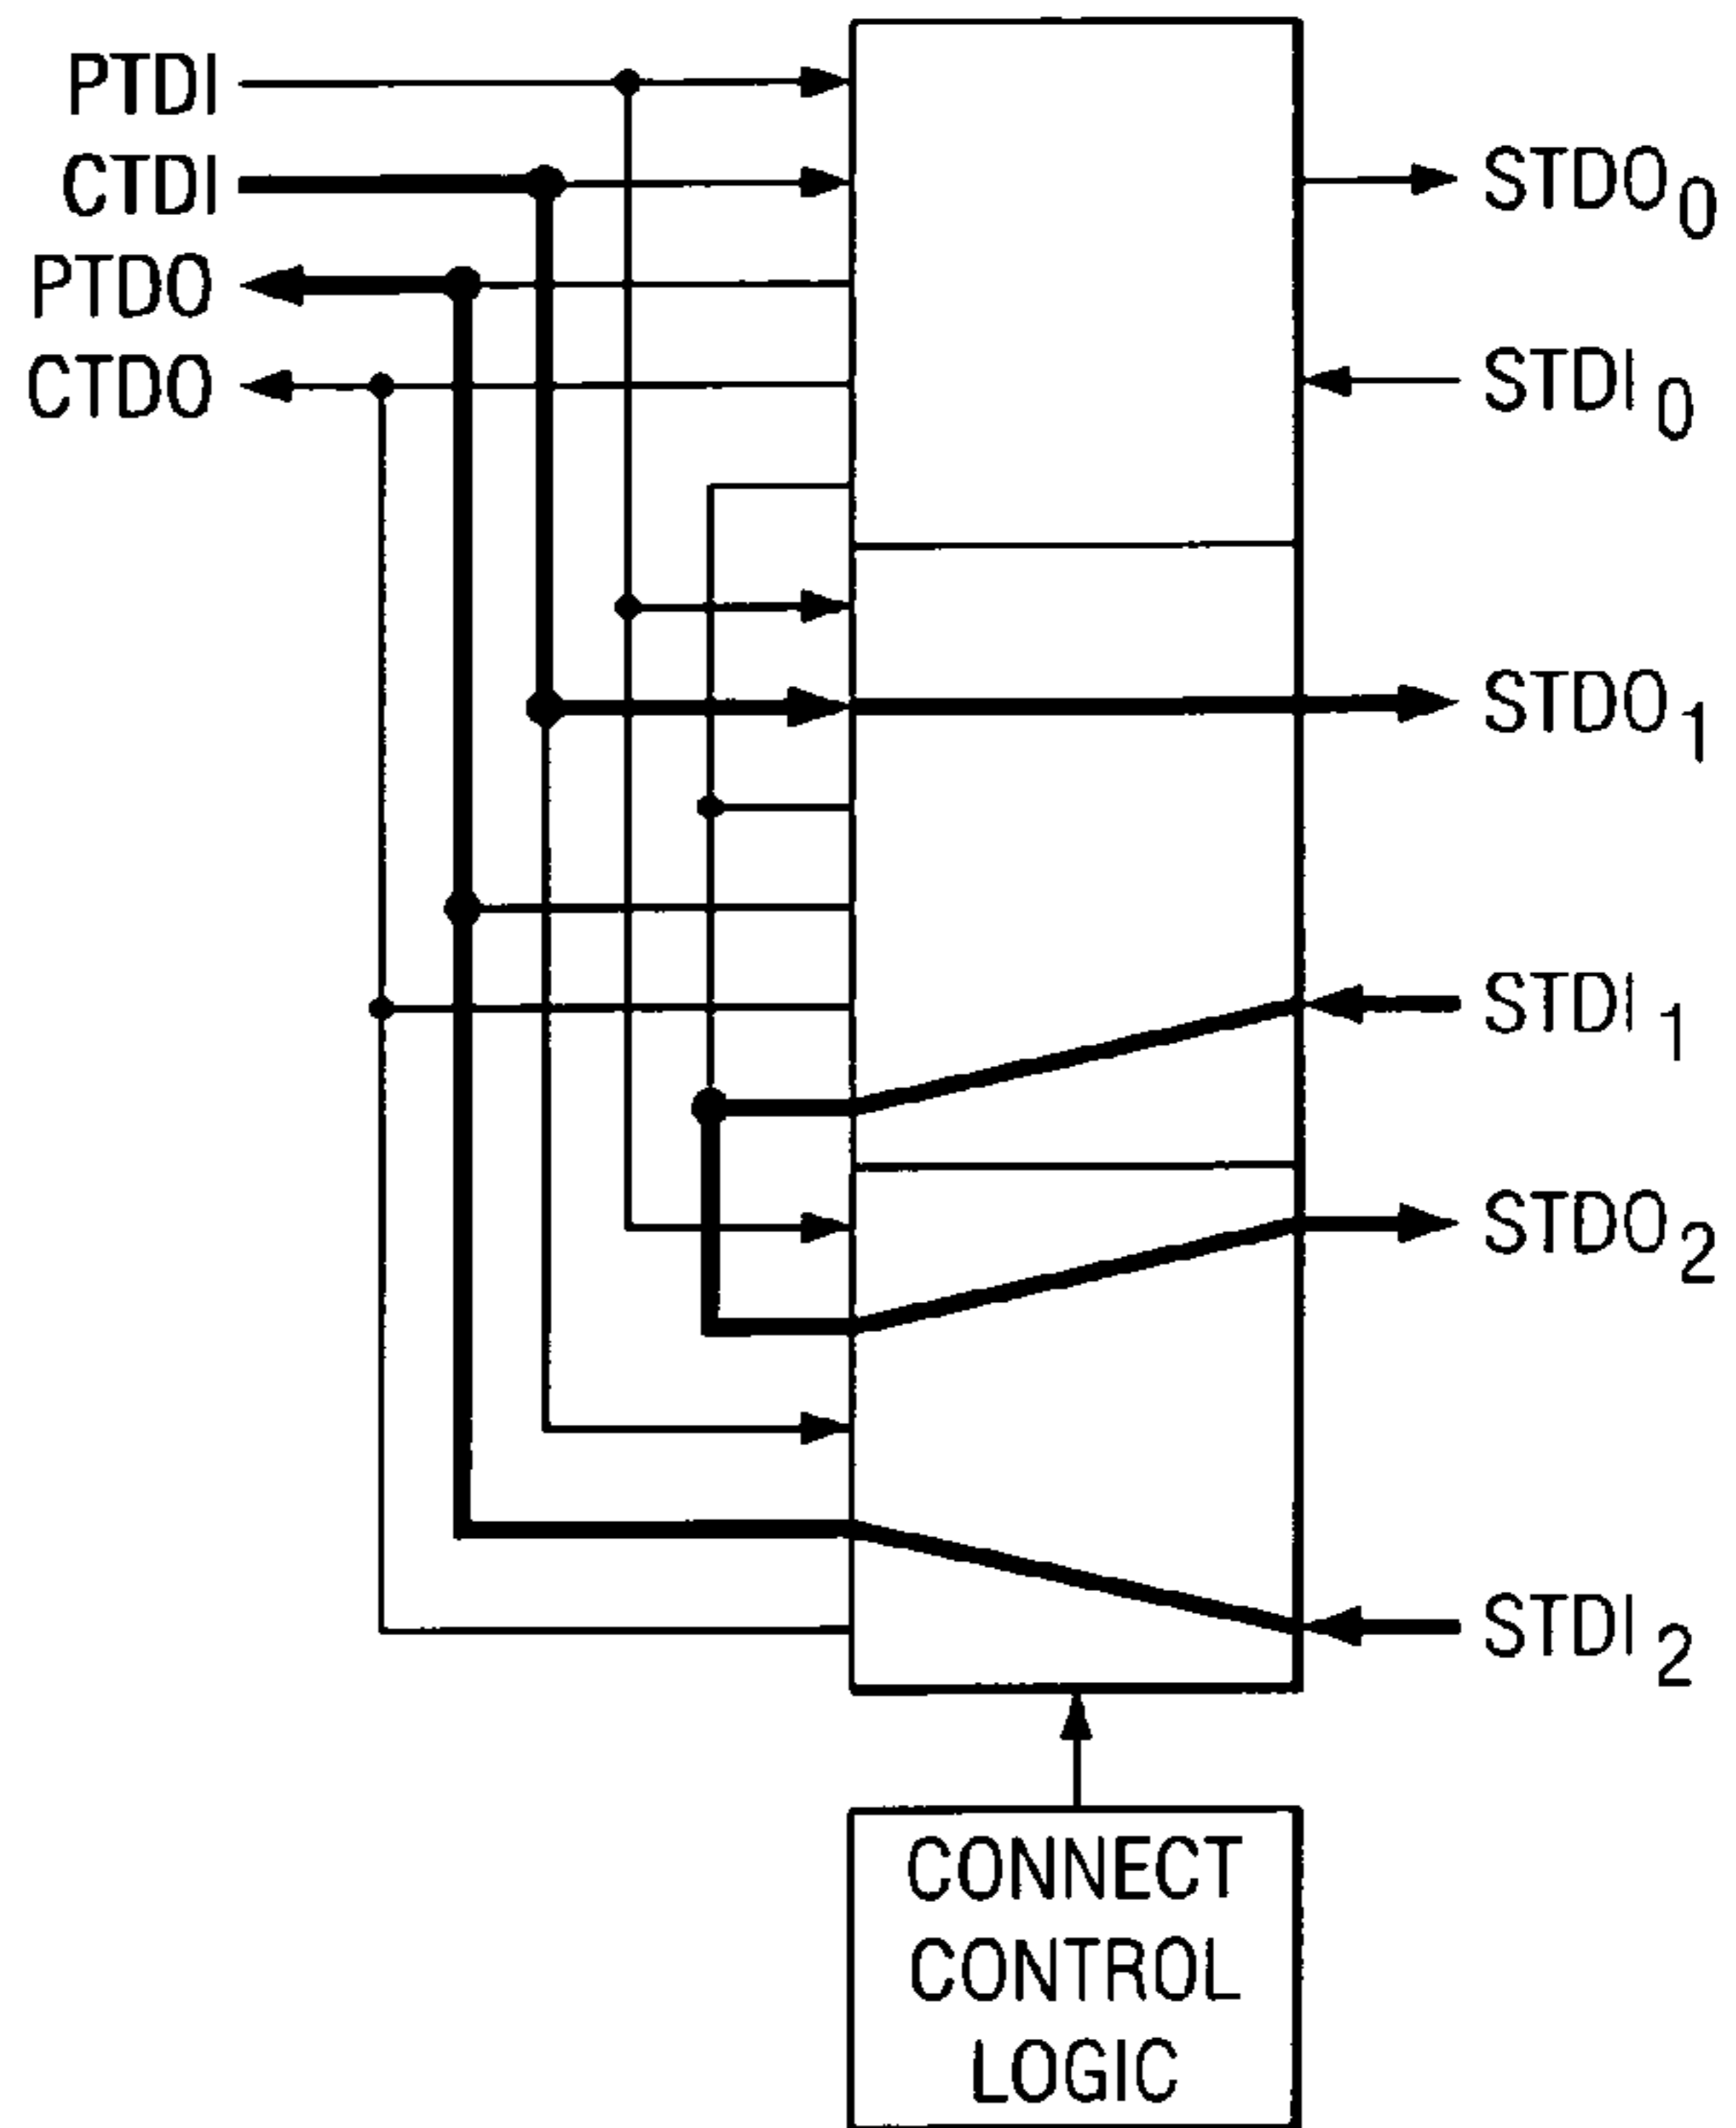 PTDI
CTDI
PTDO
CTDO
STDO0
STDI0
STDO1
STDI1
STDO2
STDI2
CONNECT
CONTROL
LOGIC